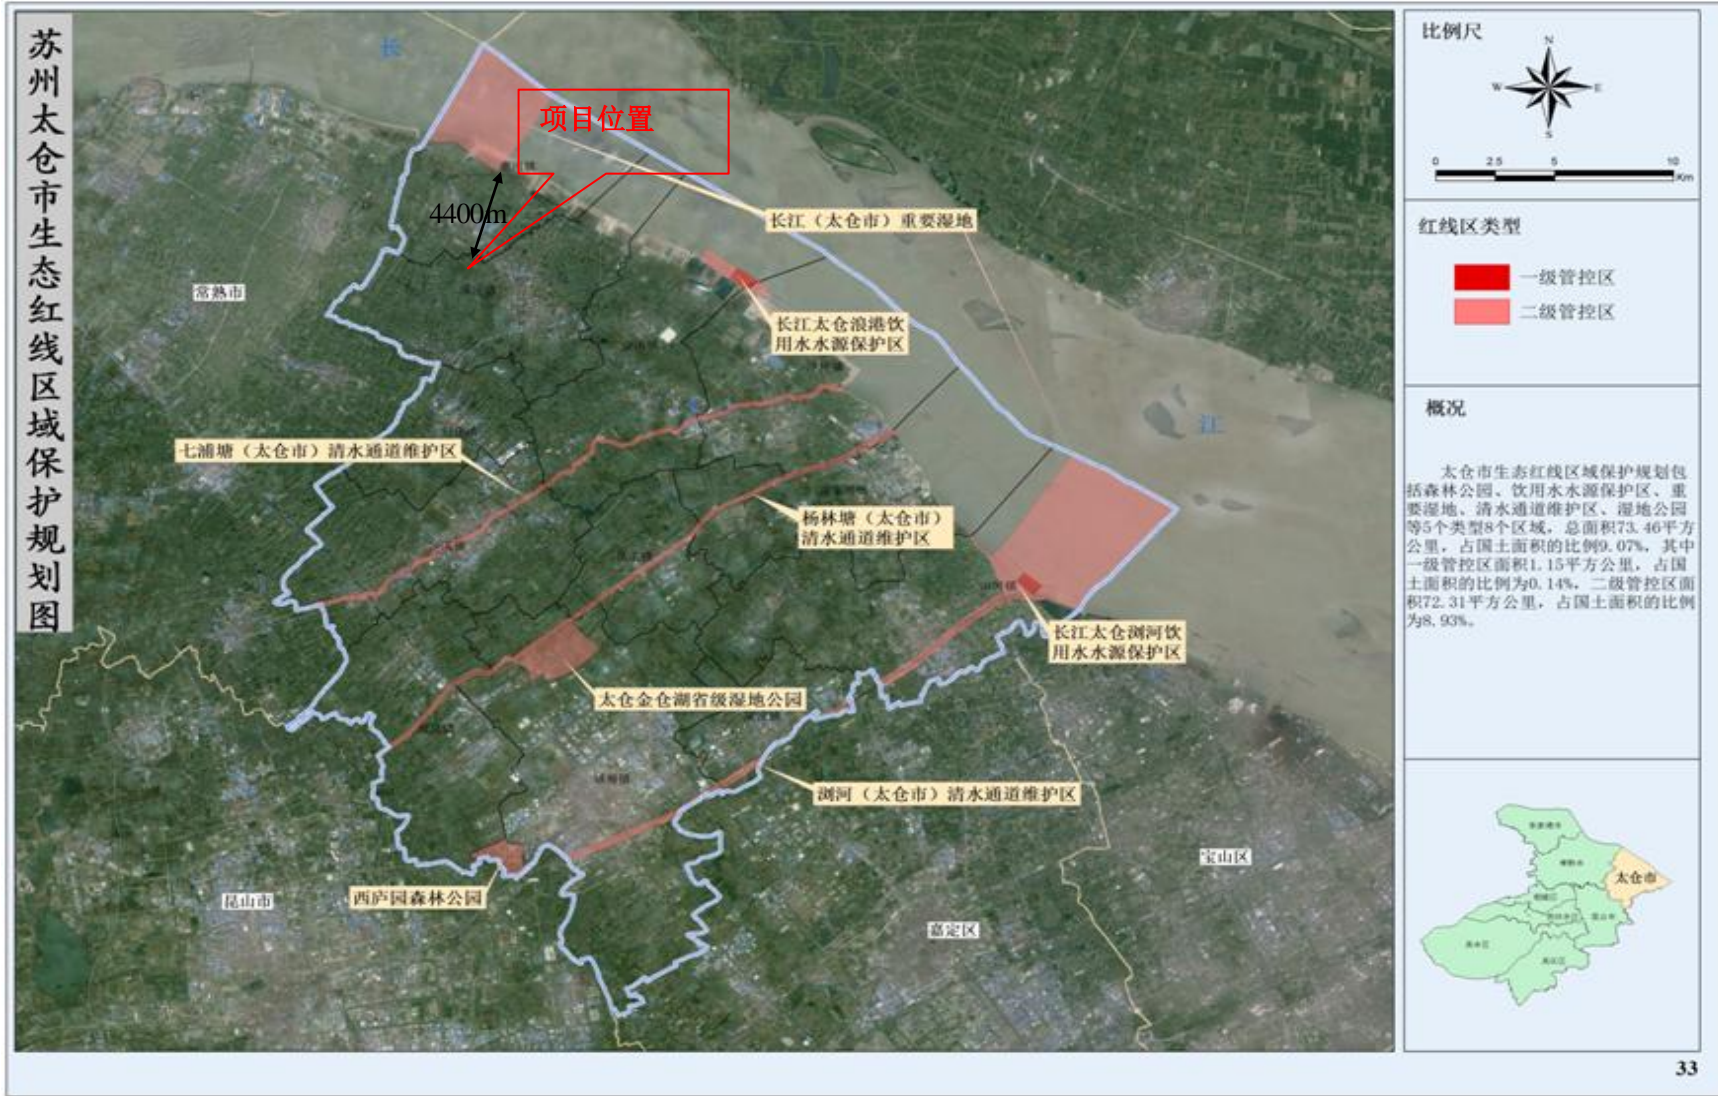 苏州太仓市生态红线区域保护规划图
长
项目位置
4400m
长江（太仓市）重要湿地
常熟市
长江太仓浪港饮
用水水源保护区
江
七浦塘（太仓市）清水通道维护区
杨林塘（太仓市）
清水通道维护区
长江太仓浏河饮
用水水源保护区
太仓金仓湖省级湿地公园
浏河（太仓市）清水通道维护区
西庐园森林公园
昆山市
宝山区
嘉定区
比例尺
N
W
E
S
0 2.5 5 10
Km
红线区类型
一级管控区
二级管控区
概况
太仓市生态红线区域保护规划包
括森林公园、饮用水水源保护区、重
要湿地、清水通道维护区、湿地公园
等5个类型8个区域，总面积73.46平方
公里，占国土面积的比例9.07%，其中
一级管控区面积1.15平方公里，占国
土面积的比例为0.14%，二级管控区面
积72.31平方公里，占国土面积的比例
为8.93%。
太仓市
33